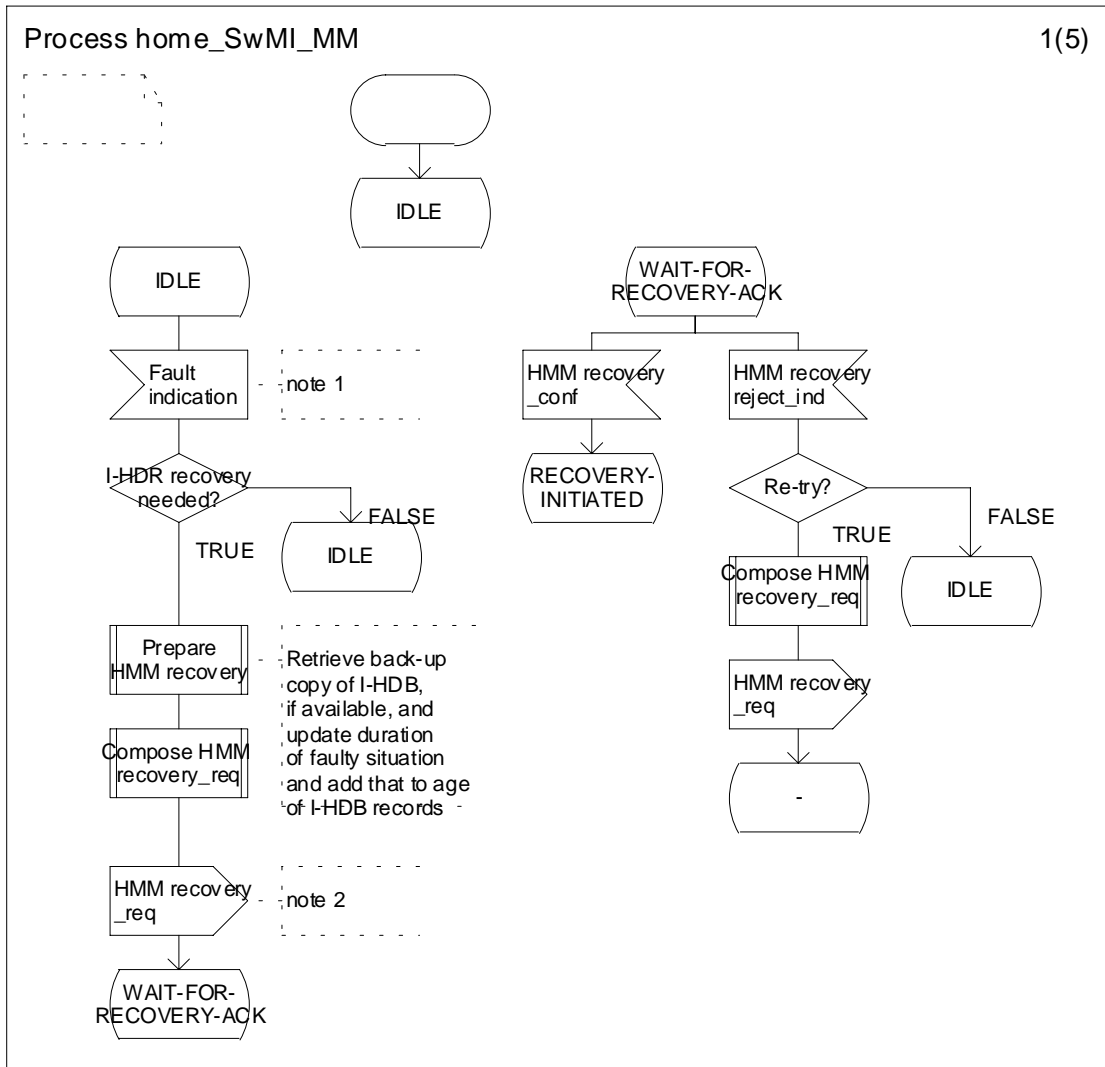 Process home_SwMI_MM
1(5)
IDLE
IDLE
Fault
indication
note 1
I-HDR recovery
needed?
FALSE
TRUE
IDLE
Prepare
HMM recovery
Retrieve back-up
copy of I-HDB,
if available, and
update duration
of faulty situation
and add that to age
of I-HDB records
Compose HMM
recovery_req
HMM recovery
_req
note 2
WAIT-FOR-
RECOVERY-ACK
WAIT-FOR-
RECOVERY-ACK
HMM recovery
_conf
RECOVERY-
INITIATED
HMM recovery
reject_ind
Re-try?
FALSE
TRUE
IDLE
Compose HMM
recovery_req
HMM recovery
_req
-